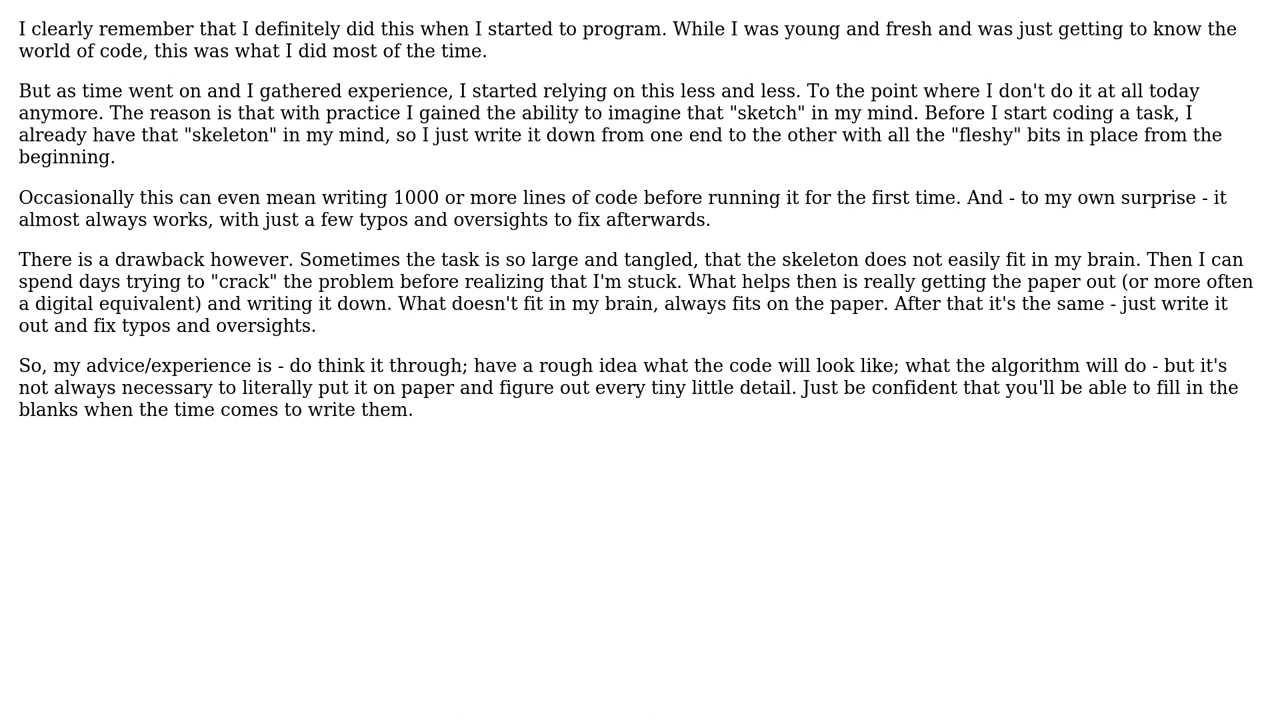 I clearly remember that I definitely did this when I started to program. While I was young and fresh and was just getting to know the
world of code, this was what I did most of the time.
But as time went on and I gathered experience, I started relying on this less and less. To the point where I don't do it at all today
anymore. The reason is that with practice I gained the ability to imagine that "sketch" in my mind. Before I start coding a task, I
already have that "skeleton" in my mind, so I just write it down from one end to the other with all the "fleshy" bits in place from the
beginning.
Occasionally this can even mean writing 1000 or more lines of code before running it for the first time. And - to my own surprise - it
almost always works, with just a few typos and oversights to fix afterwards.
There is a drawback however. Sometimes the task is so large and tangled, that the skeleton does not easily fit in my brain. Then I can
spend days trying to "crack" the problem before realizing that I'm stuck. What helps then is really getting the paper out (or more often
a digital equivalent) and writing it down. What doesn't fit in my brain, always fits on the paper. After that it's the same - just write it
out and fix typos and oversights.
So, my advice/experience is - do think it through; have a rough idea what the code will look like; what the algorithm will do - but it's
not always necessary to literally put it on paper and figure out every tiny little detail. Just be confident that you'll be able to fill in the
blanks when the time comes to write them.